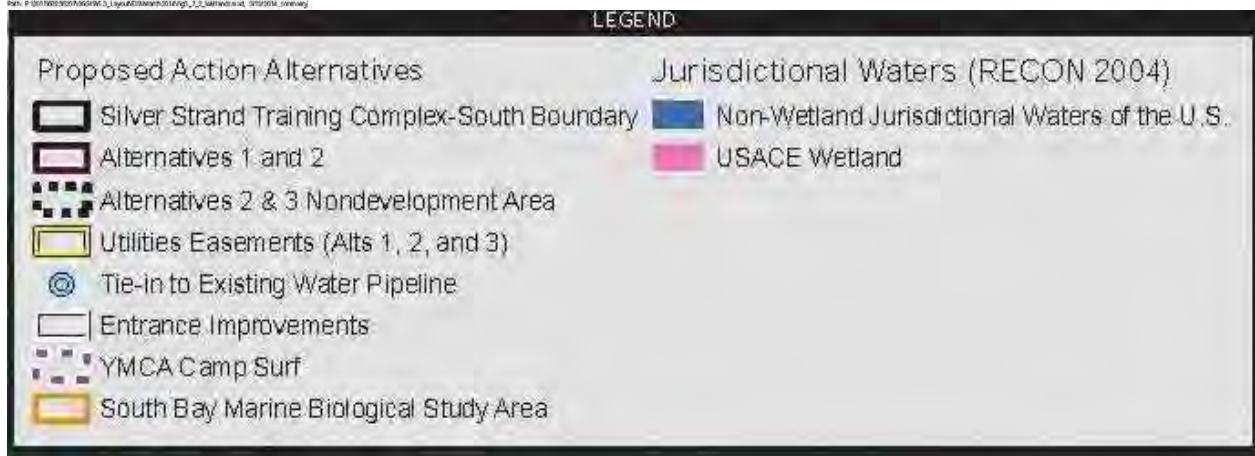 LEGEND
Proposed Action Alternatives
Silver Strand Training Complex-South Boundary
Alternatives 1 and 2
Alternatives 2 & 3 Nondevelopment Area
Utilities Easements (Alts 1, 2, and 3)
Tie-in to Existing Water Pipeline
Entrance Improvements
YMCA Camp Surf
South Bay Marine Biological Study Area
Jurisdictional Waters (RECON 2004)
Non-Wetland Jurisdictional Waters of the U.S.
USACE Wetland